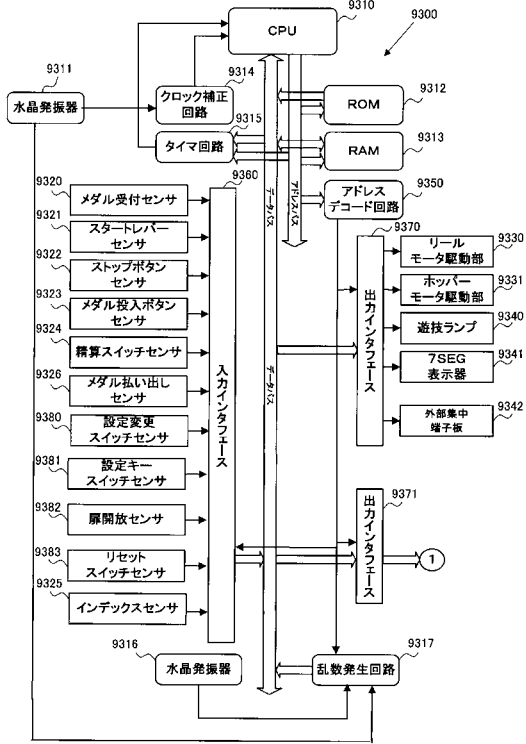 9310
CPU
9300
9311
水晶発振器
9314
クロック補正
回路
9315
タイマ回路
ROM
9312
RAM
9313
9350
アドレス
デコード回路
データバス
アドレスバス
9360
入力インタフェース
9320
メダル受付センサ
9321
スタートレバー
センサ
9322
ストップボタン
センサ
9323
メダル投入ボタン
センサ
9324
精算スイッチセンサ
9326
メダル払い出し
センサ
9380
設定変更
スイッチセンサ
9381
設定キー
スイッチセンサ
9382
扉開放センサ
9383
リセット
スイッチセンサ
9325
インデックスセンサ
データバス
9370
出力インタフェース
リール
モータ駆動部
9330
ホッパー
モータ駆動部
9331
遊技ランプ
9340
7SEG
表示器
9341
外部集中
端子板
9342
9371
出力インタフェース
1
9316
水晶発振器
9317
乱数発生回路